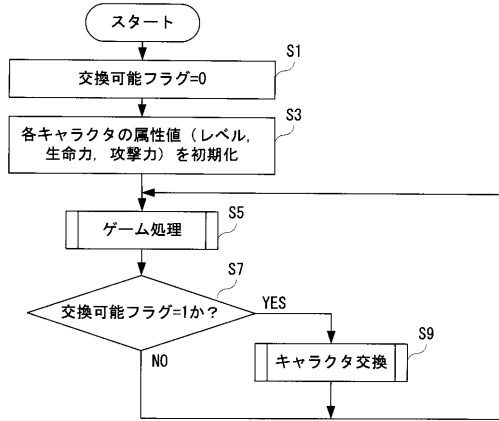 スタート
S1
交換可能フラグ=0
S3
各キャラクタの属性値（レベル,
生命力, 攻撃力）を初期化
S5
ゲーム処理
S7
交換可能フラグ=1か？
YES
NO
S9
キャラクタ交換